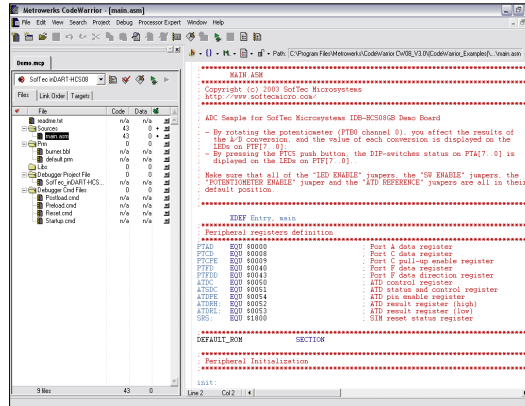 Metrowerks CodeWarrior - [main.asm]
File Edit View Search Project Debug Processor Expert Window Help
Path: C:\Program Files\Metrowerks\CodeWarrior CW08_V3.0\(CodeWarrior_Examples)\...\main.asm
Demo.mcp
SofTec inDART-HCS08
Files Link Order Targets
File Code Data
readme.txt n/a n/a
Sources 43 0
main.asm 43 0
Prm 0 0
burner.bbl n/a n/a
default.prm n/a n/a
Libs 0 0
Debugger Project File 0 0
SofTec_inDART-HCS... n/a n/a
Debugger Cmd Files 0 0
Postload.cmd n/a n/a
Preload.cmd n/a n/a
Reset.cmd n/a n/a
Startup.cmd n/a n/a
9 files 43 0
;*******************************************
; MAIN ASM
;*******************************************
; Copyright (c) 2003 SofTec Microsystems
; http://www.softecmicro.com/
;*******************************************
; ADC Sample for SofTec Microsystems IDB-HCS08GB Demo Board
; - By rotating the potentiometer (PTB0 channel 0), you affect the results of
; the A/D conversion, and the value of each conversion is displayed on the
; LEDs on PTF[7..0].
; - By pressing the PTC5 push button, the DIP-switches status on PTA[7..0] is
; displayed on the LEDs on PTF[7..0].
; Make sure that all of the "LED ENABLE" jumpers, the "SW ENABLE" jumpers, the
; "POTENTIOMETER ENABLE" jumper and the "ATD REFERENCE" jumpers are all in their
; default position.
;*******************************************
XDEF Entry, main
;*******************************************
; Peripheral registers definition
;*******************************************
PTAD EQU $0000 ; Port A data register
PTCD EQU $0008 ; Port C data register
PTCPE EQU $0009 ; Port C pull-up enable register
PTFD EQU $0040 ; Port F data register
PTFDD EQU $0043 ; Port F data direction register
ATDC EQU $0050 ; ATD control register
ATSDC EQU $0051 ; ATD status and control register
ATDPE EQU $0054 ; ATD pin enable register
ATDRH: EQU $0052 ; ATD result register (high)
ATDRL: EQU $0053 ; ATD result register (low)
SRS: EQU $1800 ; SIM reset status register
;*******************************************
DEFAULT_ROM SECTION
;*******************************************
; Peripheral Initialization
;*******************************************
init:
Line 2 Col 2